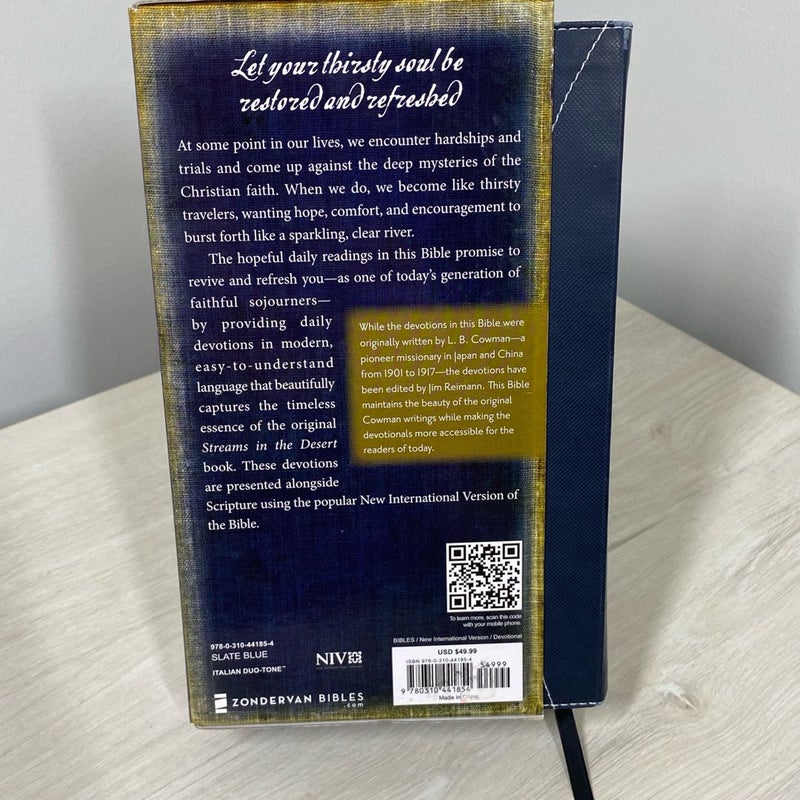 Let your thirsty soul be
restored and refreshed
At some point in our lives, we encounter hardships and
trials and come up against the deep mysteries of the
Christian faith. When we do, we become like thirsty
travelers, wanting hope, comfort, and encouragement to
burst forth like a sparkling, clear river.
The hopeful daily readings in this Bible promise to
revive and refresh you—as one of today's generation of
faithful sojourners—
by providing daily
devotions in modern,
easy-to-understand
language that beautifully
captures the timeless
essence of the original
Streams in the Desert
book. These devotions
are presented alongside
Scripture using the popular New International Version of
the Bible.
While the devotions in this Bible were
originally written by L. B. Cowman—a
pioneer missionary in Japan and China
from 1901 to 1917—the devotions have
been edited by Jim Reimann. This Bible
maintains the beauty of the original
Cowman writings while making the
devotionals more accessible for the
readers of today.
To learn more, scan this code
with your mobile phone.
978-0-310-44185-4
SLATE BLUE
ITALIAN DUO-TONE™
NIV
ZONDERVAN BIBLES
.com
BIBLES / New International Version / Devotional
USD $49.99
ISBN 978-0-310-44185-4
54999
9 780310 441854
Made in China